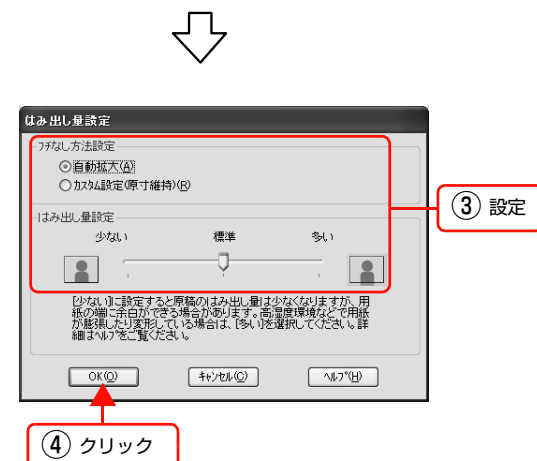 はみ出し量設定
フチなし方法設定
自動拡大(A)
カスタム設定(原寸維持)(R)
はみ出し量設定
少ない 標準 多い
③ 設定
[少ない]に設定すると原稿のはみ出し量は少なくなりますが、用
紙の端に余白ができる場合があります。高湿度環境などで用紙
が膨張したり変形している場合は、[多い]を選択してください。詳
細はヘルプをご覧ください。
OK(O) キャンセル(C) ヘルプ(H)
④ クリック